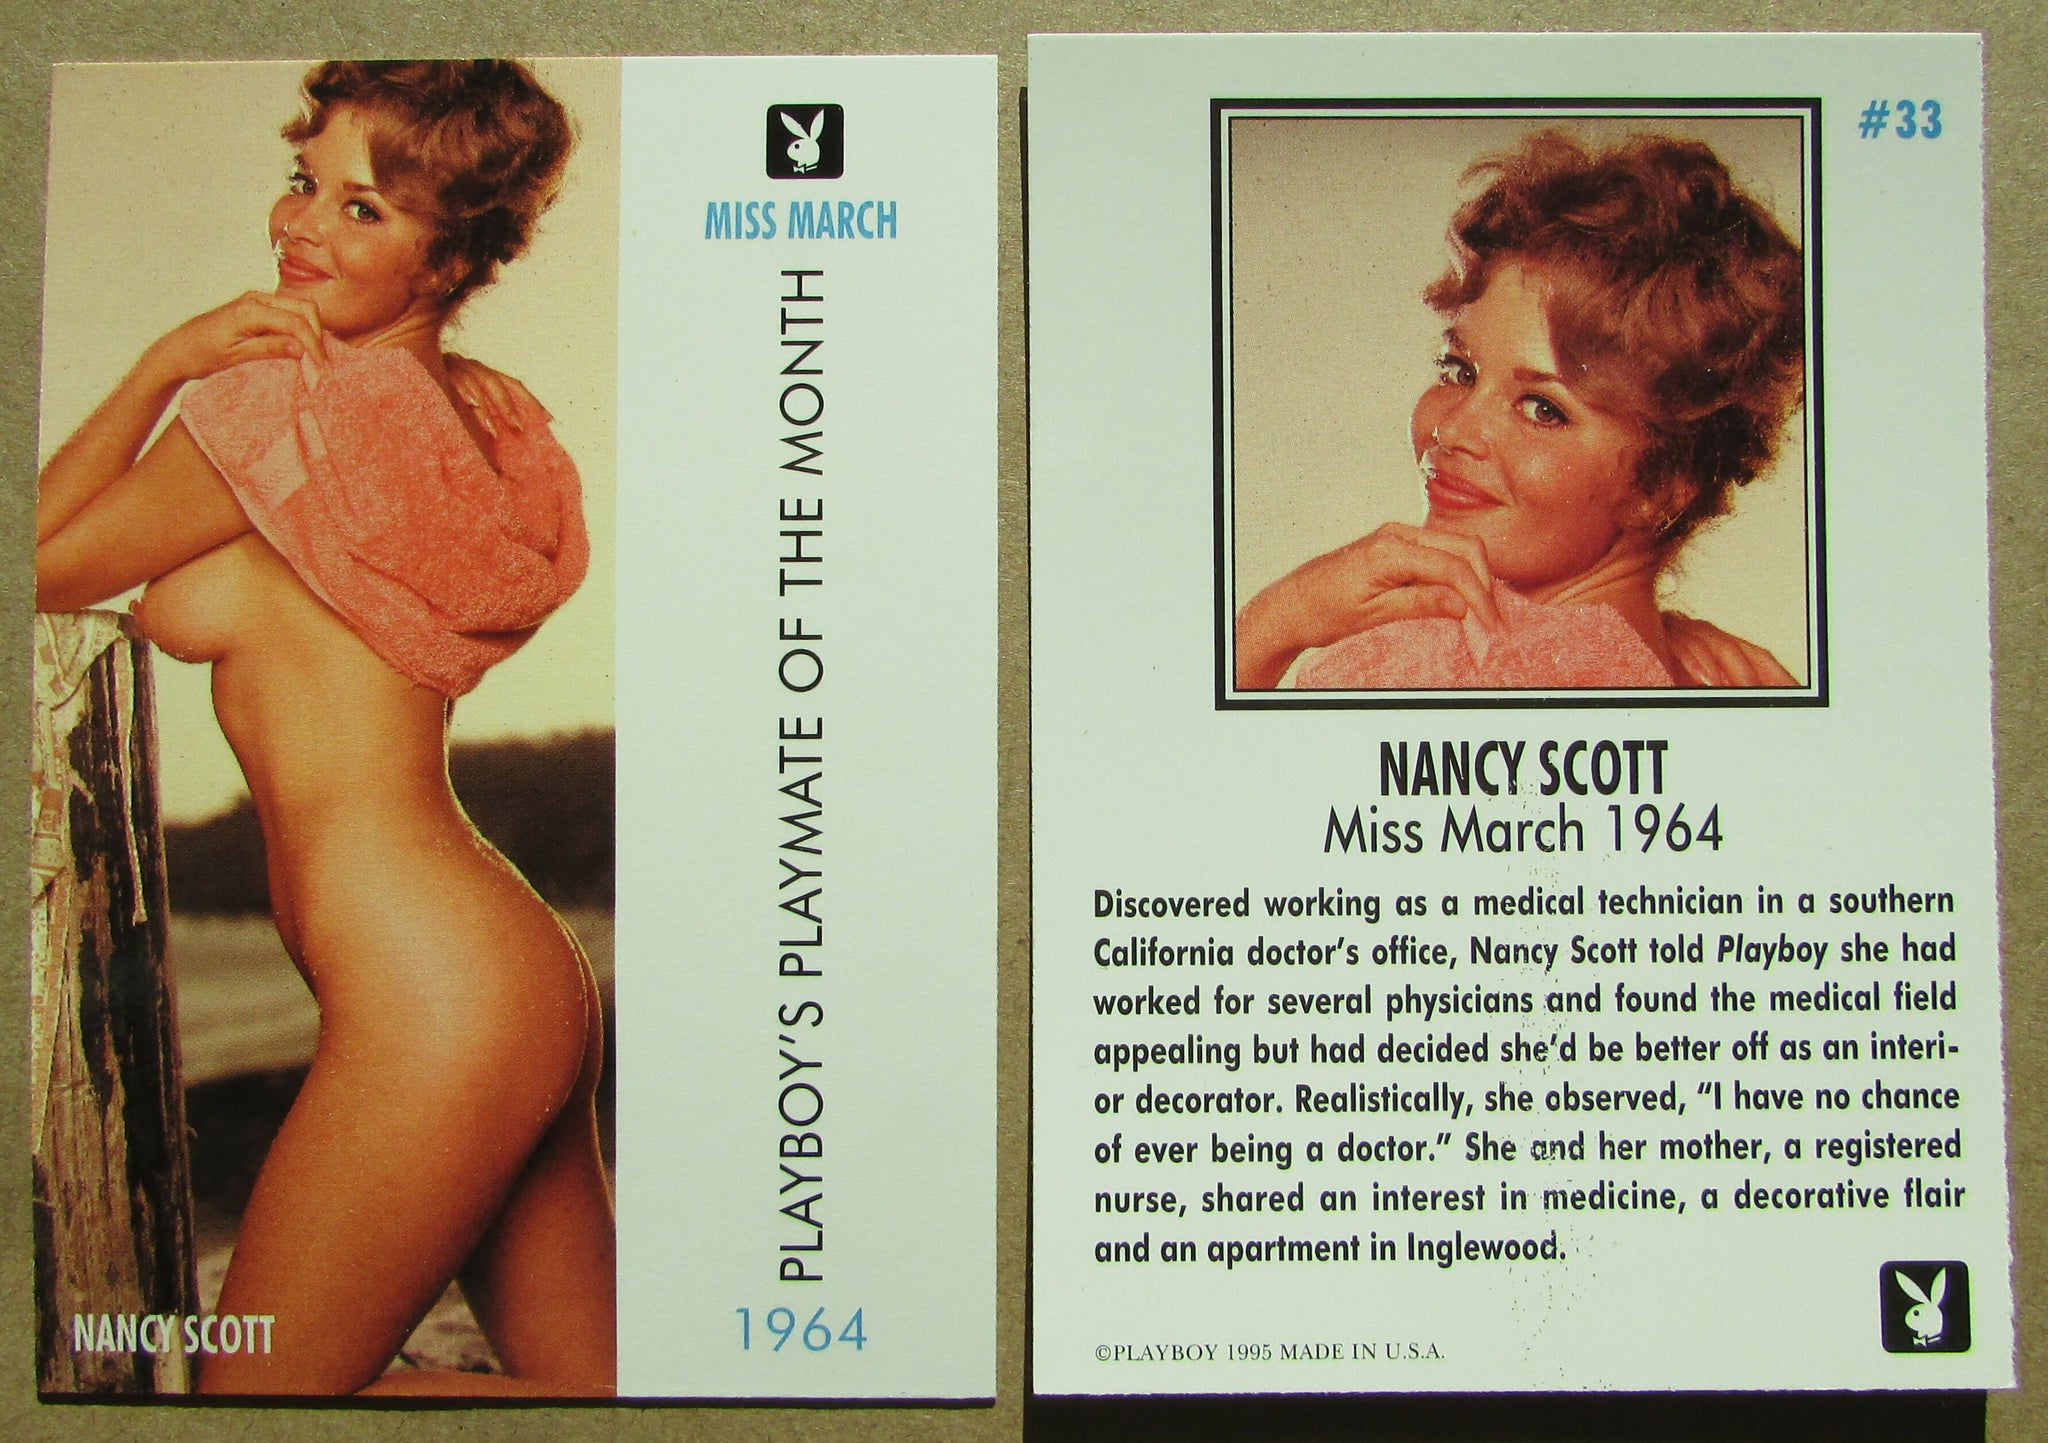 MISS MARCH
PLAYBOY'S PLAYMATE OF THE MONTH
1964
NANCY SCOTT
#33
NANCY SCOTT
Miss March 1964
Discovered working as a medical technician in a southern
California doctor's office, Nancy Scott told Playboy she had
worked for several physicians and found the medical field
appealing but had decided she'd be better off as an interi-
or decorator. Realistically, she observed, “I have no chance
of ever being a doctor.” She and her mother, a registered
nurse, shared an interest in medicine, a decorative flair
and an apartment in Inglewood.
©PLAYBOY 1995 MADE IN U.S.A.